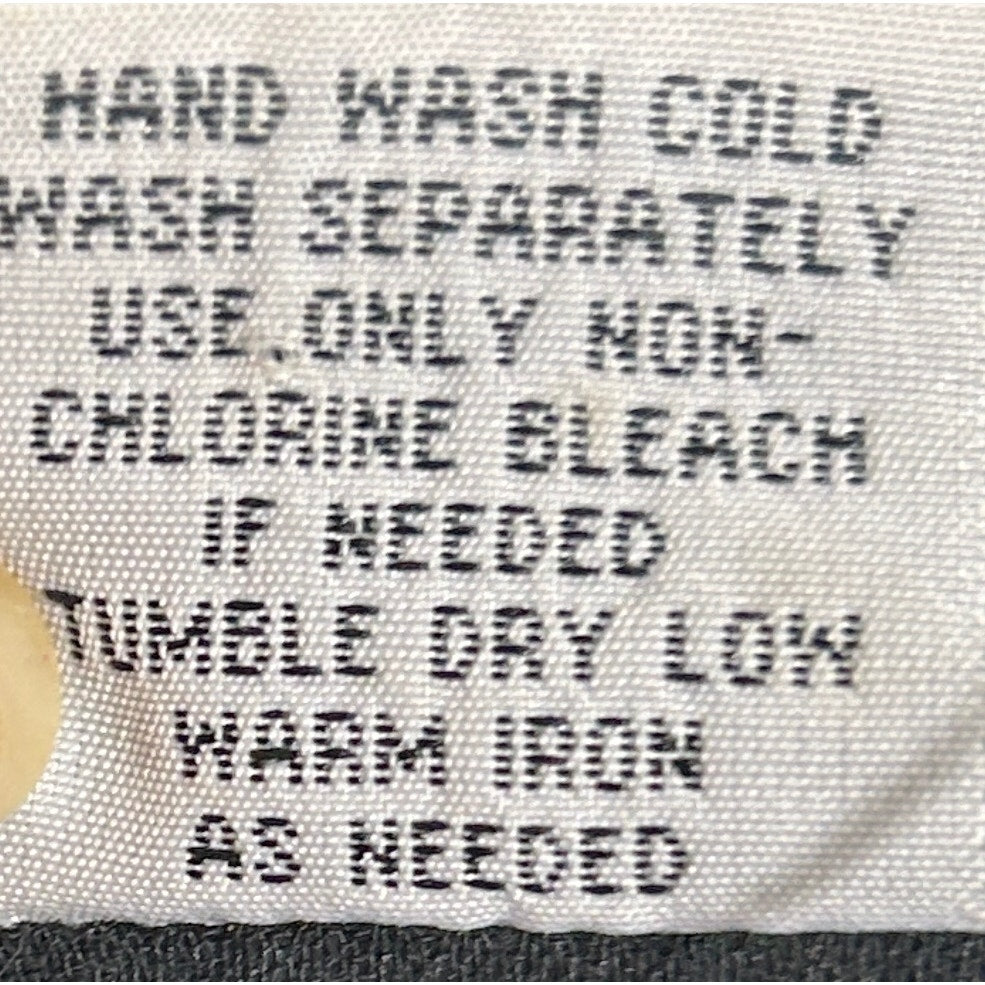 HAND WASH COLD
WASH SEPARATELY
USE ONLY NON-
CHLORINE BLEACH
IF NEEDED
TUMBLE DRY LOW
WARM IRON
AS NEEDED